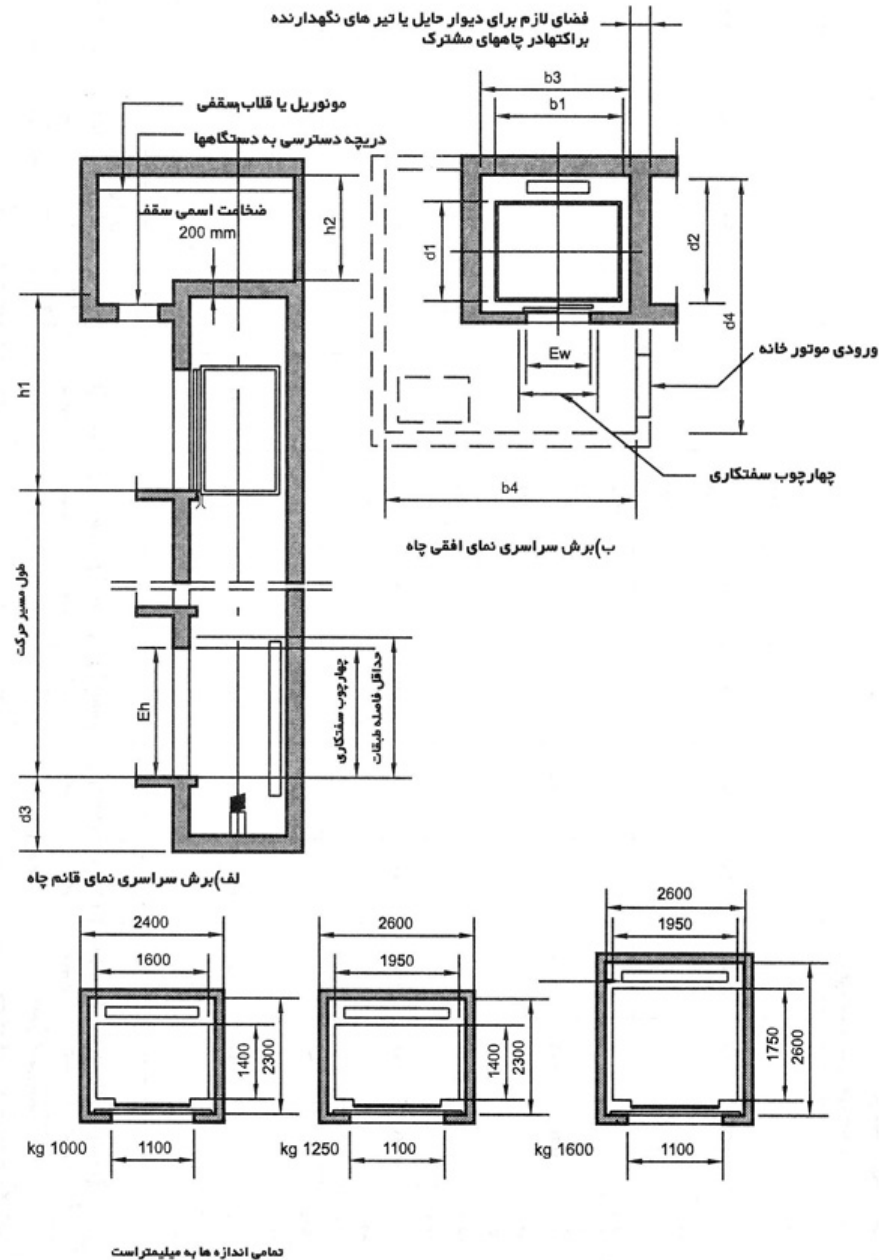 فضای لازم برای دیوار حایل یا تیر های نگهدارنده
براکتهادر چاههای مشترک
b3
b1
مونوریل یا قلاب سقفی
دریچه دسترسی به دستگاهها
ضخامت اسمی سقف
200 mm
h2
d1
d2
d4
h1
Ew
ورودی موتور خانه
چهارچوب سفتکاری
b4
ب)برش سراسری نمای افقی چاه
طول مسیر حرکت
Eh
چهارچوب سفتکاری
حداقل فاصله طبقات
d3
لف)برش سراسری نمای قائم چاه
2400
1600
1400
2300
kg 1000
1100
2600
1950
1400
2300
kg 1250
1100
2600
1950
1750
2600
kg 1600
1100
تمامی اندازه ها به میلیمتراست